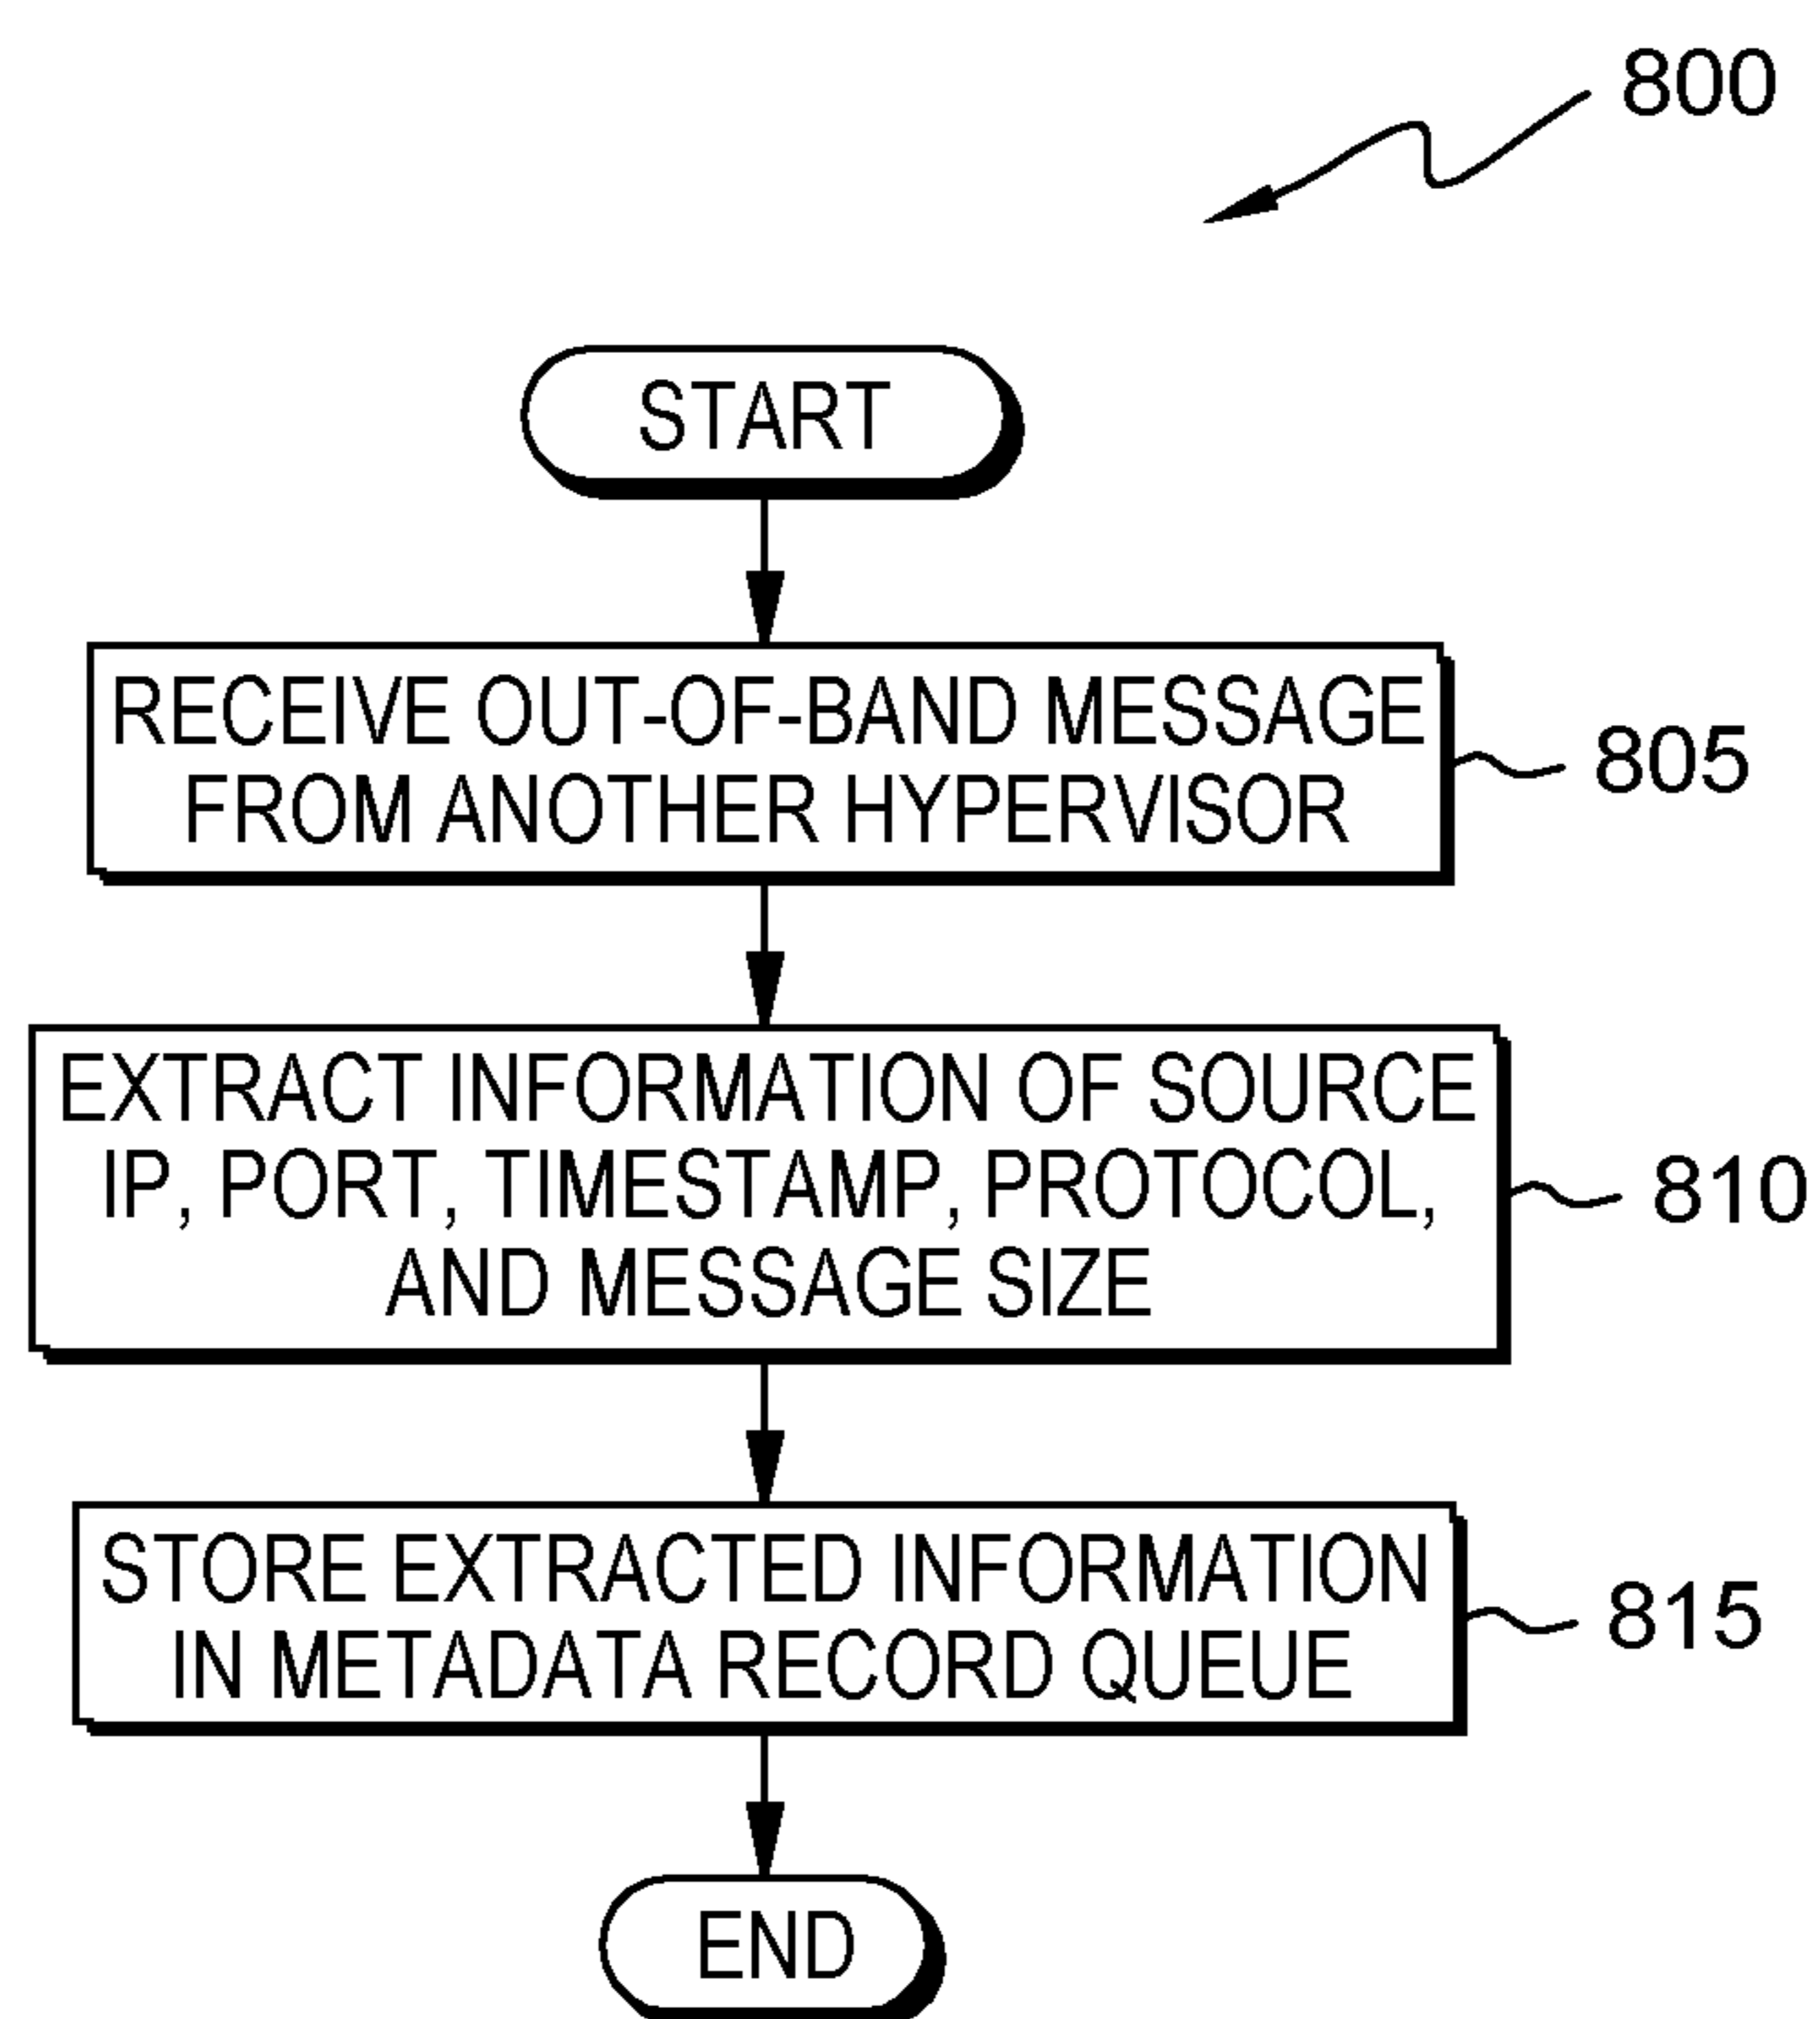 800
START
RECEIVE OUT-OF-BAND MESSAGE
FROM ANOTHER HYPERVISOR
805
EXTRACT INFORMATION OF SOURCE
IP, PORT, TIMESTAMP, PROTOCOL,
AND MESSAGE SIZE
810
STORE EXTRACTED INFORMATION
IN METADATA RECORD QUEUE
815
END